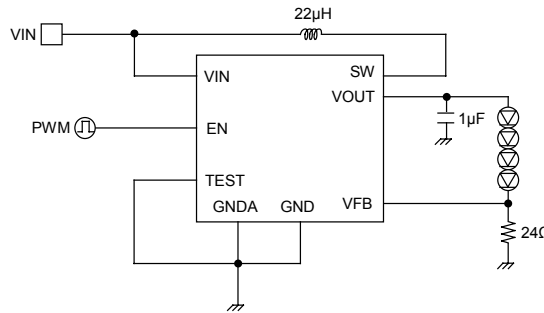 22μH
VIN
VIN
SW
VOUT
PWM
EN
1μF
TEST
GNDA
GND
VFB